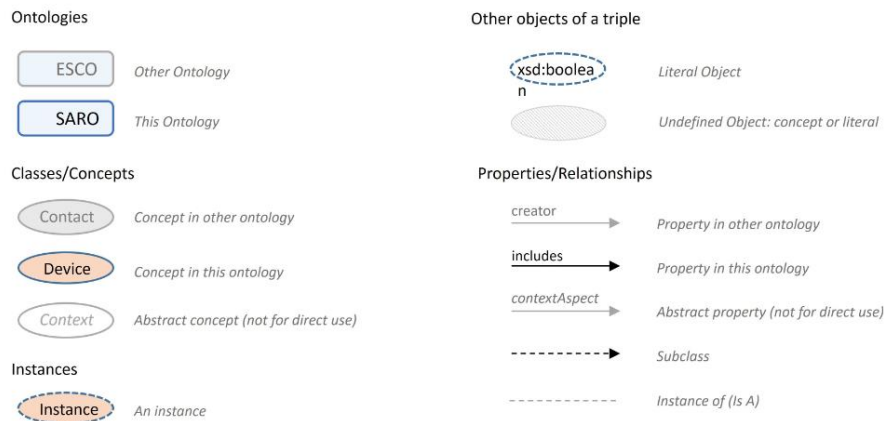 Ontologies
ESCO Other Ontology
SARO This Ontology
Classes/Concepts
Contact Concept in other ontology
Device Concept in this ontology
Context Abstract concept (not for direct use)
Instances
Instance An instance
Other objects of a triple
xsd:boolea
n
Literal Object
Undefined Object: concept or literal
Properties/Relationships
creator Property in other ontology
includes Property in this ontology
contextAspect Abstract property (not for direct use)
Subclass
Instance of (Is A)